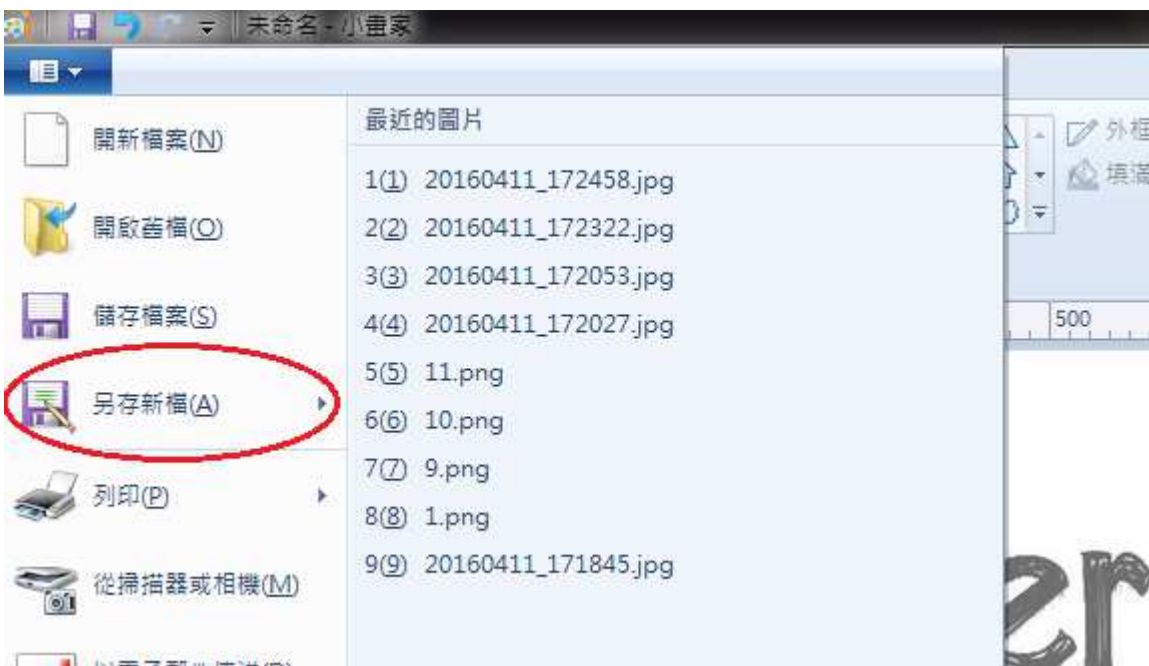 未命名 - 小畫家
開新檔案(N)
開啟舊檔(O)
儲存檔案(S)
另存新檔(A)
列印(P)
從掃描器或相機(M)
最近的圖片
1(1) 20160411_172458.jpg
2(2) 20160411_172322.jpg
3(3) 20160411_172053.jpg
4(4) 20160411_172027.jpg
5(5) 11.png
6(6) 10.png
7(7) 9.png
8(8) 1.png
9(9) 20160411_171845.jpg
外框
填滿
500
er